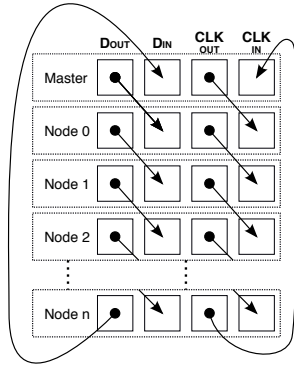 DOUT DIN CLK OUT CLK IN
Master
Node 0
Node 1
Node 2
Node n